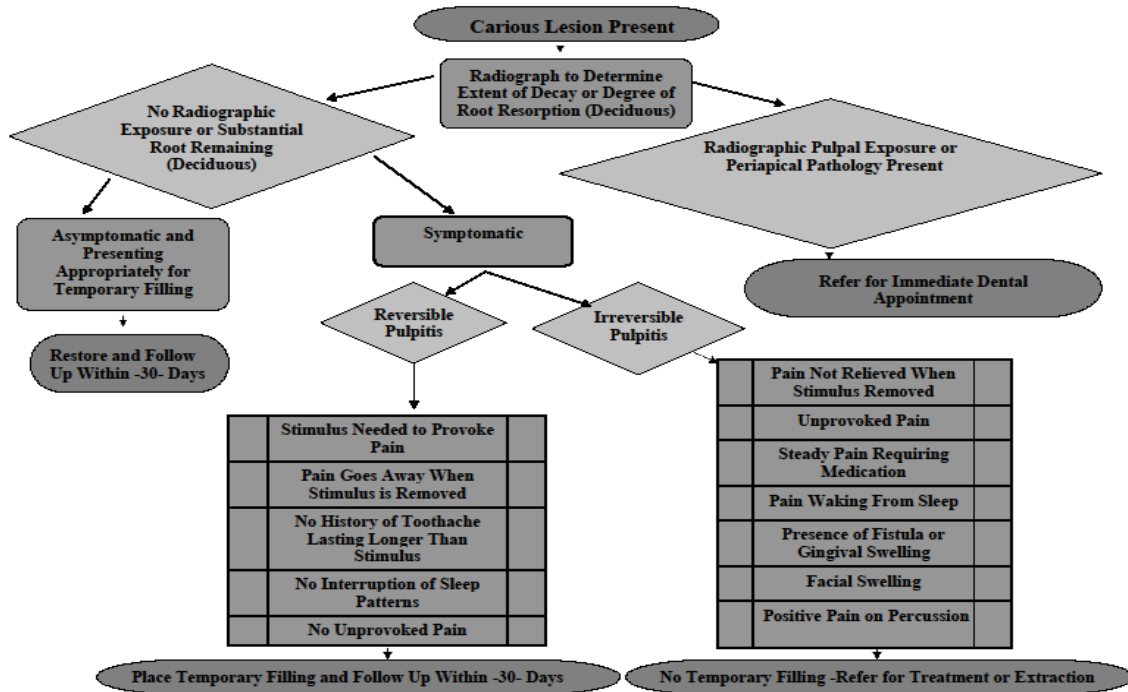 Carious Lesion Present
Radiograph to Determine
Extent of Decay or Degree of
Root Resorption (Deciduous)
No Radiographic
Exposure or Substantial
Root Remaining
(Deciduous)
Radiographic Pulpal Exposure or
Periapical Pathology Present
Asymptomatic and
Presenting
Appropriately for
Temporary Filling
Symptomatic
Refer for Immediate Dental
Appointment
Reversible
Pulpitis
Irreversible
Pulpitis
Restore and Follow
Up Within -30- Days
Stimulus Needed to Provoke
Pain
Pain Goes Away When
Stimulus is Removed
No History of Toothache
Lasting Longer Than
Stimulus
No Interruption of Sleep
Patterns
No Unprovoked Pain
Pain Not Relieved When
Stimulus Removed
Unprovoked Pain
Steady Pain Requiring
Medication
Pain Waking From Sleep
Presence of Fistula or
Gingival Swelling
Facial Swelling
Positive Pain on Percussion
Place Temporary Filling and Follow Up Within -30- Days
No Temporary Filling -Refer for Treatment or Extraction